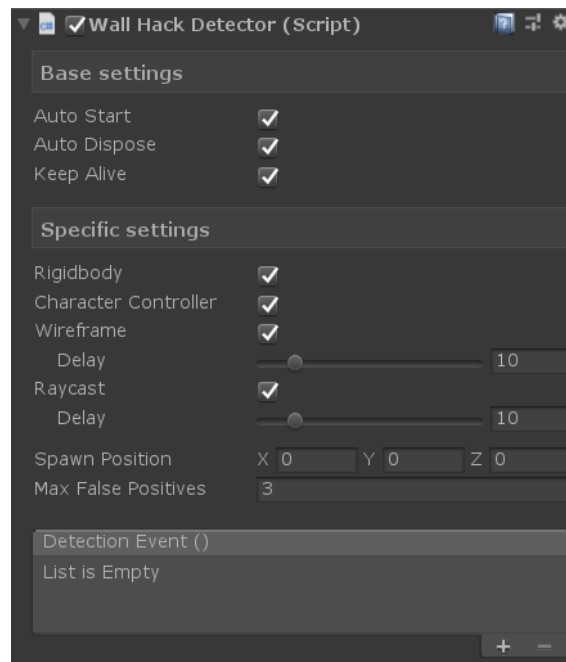 Wall Hack Detector (Script)
Base settings
Auto Start
Auto Dispose
Keep Alive
Specific settings
Rigidbody
Character Controller
Wireframe
Delay 10
Raycast
Delay 10
Spawn Position X 0 Y 0 Z 0
Max False Positives 3
Detection Event ()
List is Empty